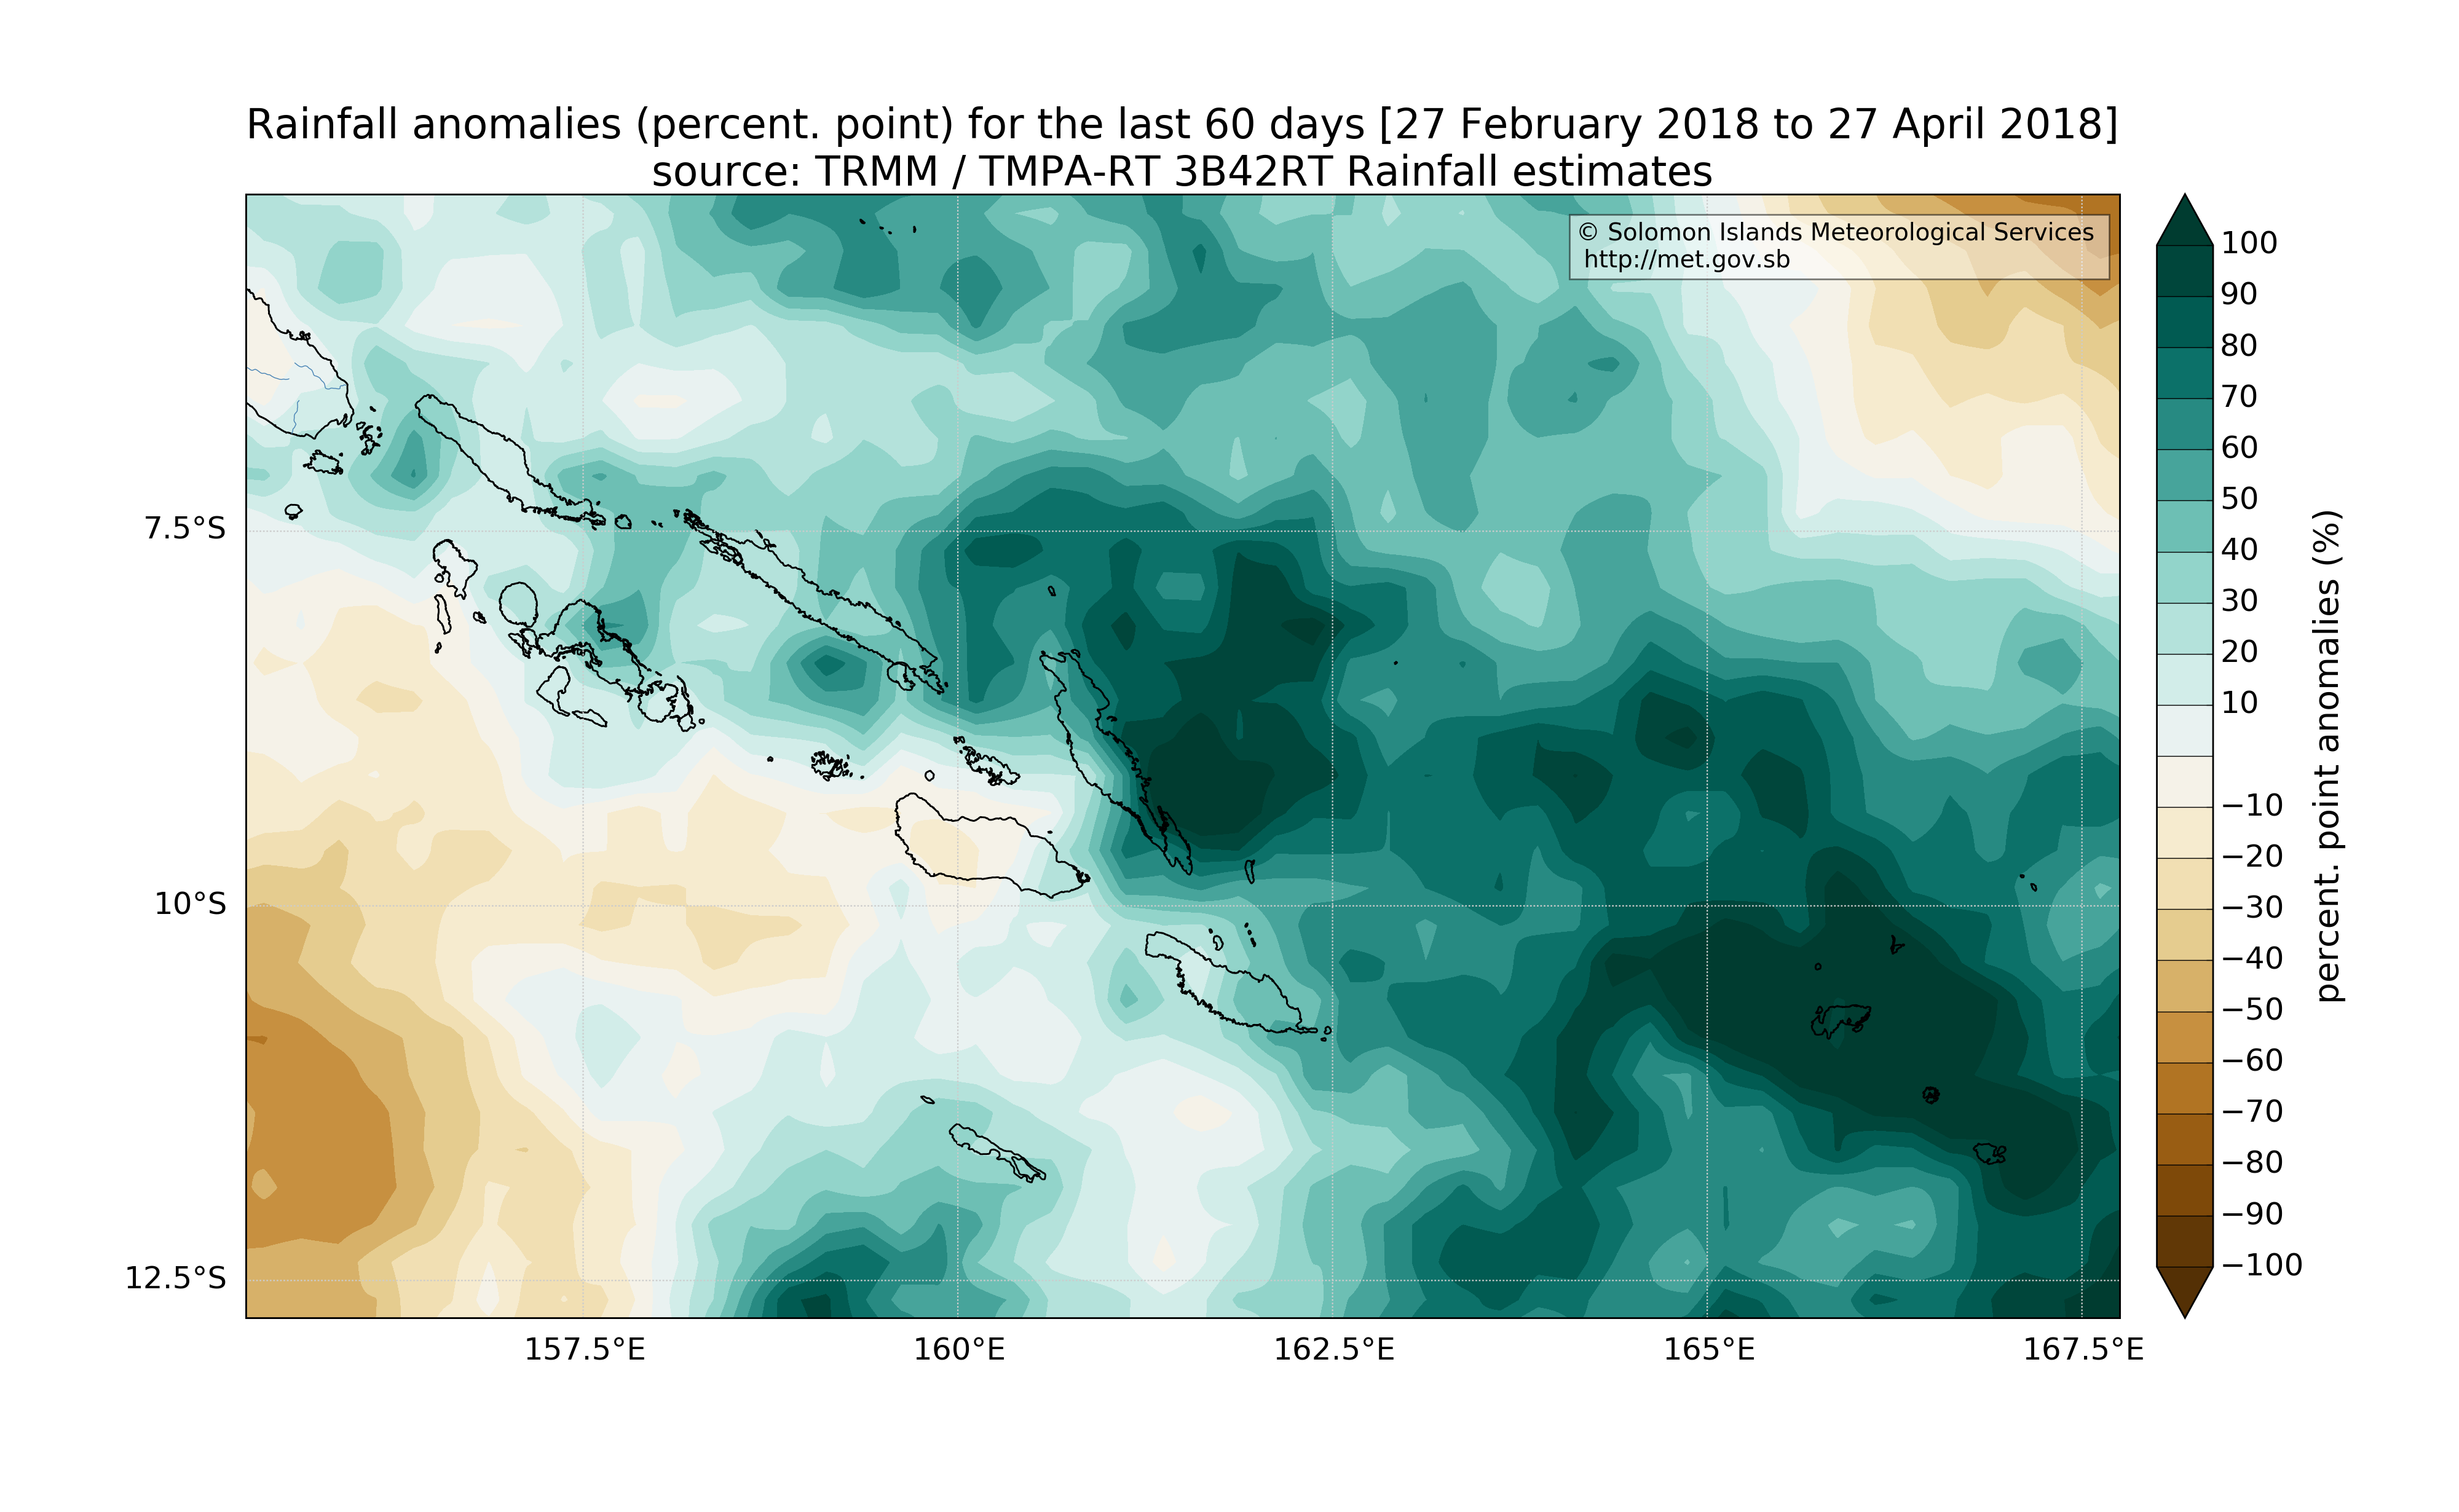 Rainfall anomalies (percent. point) for the last 60 days [27 February 2018 to 27 April 2018]
source: TRMM / TMPA-RT 3B42RT Rainfall estimates
© Solomon Islands Meteorological Services
http://met.gov.sb
7.5°S
10°S
12.5°S
157.5°E
160°E
162.5°E
165°E
167.5°E
100
90
80
70
60
50
40
30
20
10
−10
−20
−30
−40
−50
−60
−70
−80
−90
−100
percent. point anomalies (%)